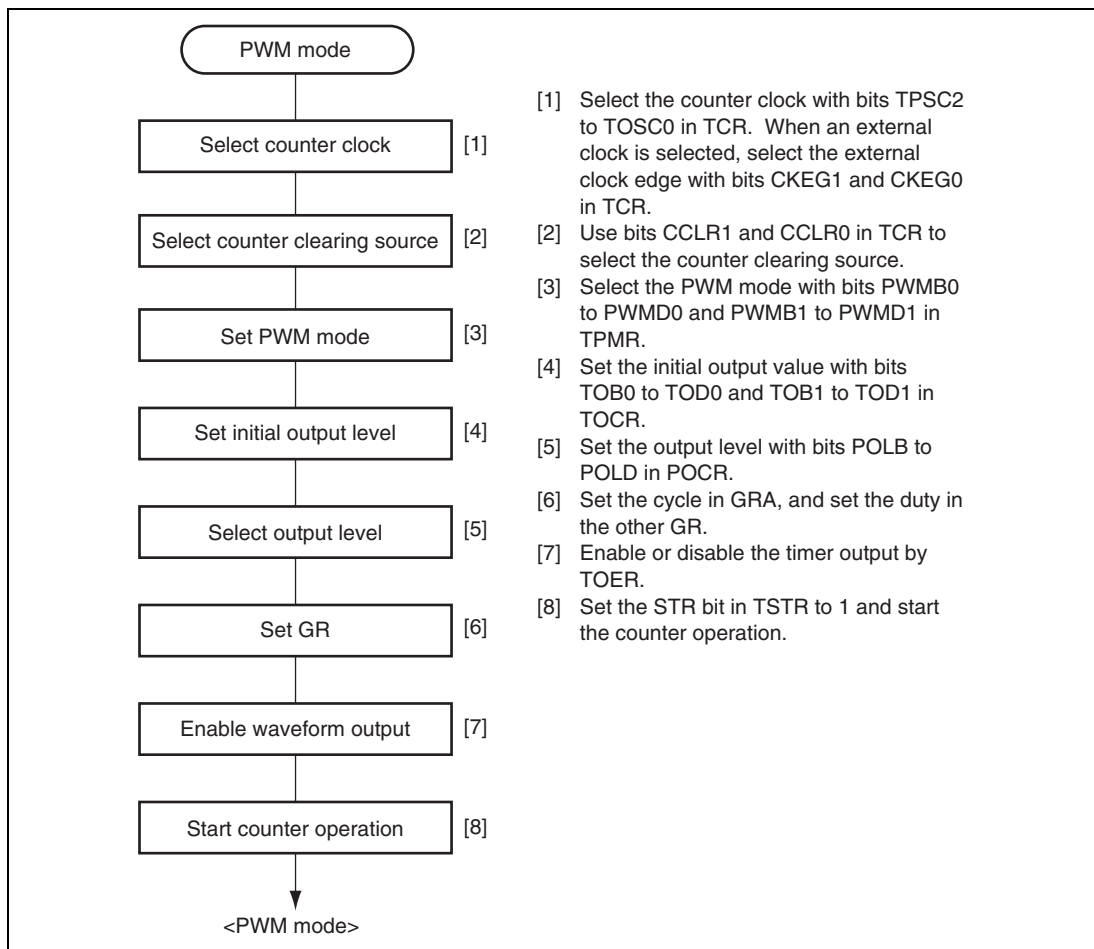 PWM mode
Select counter clock [1]
Select counter clearing source [2]
Set PWM mode [3]
Set initial output level [4]
Select output level [5]
Set GR [6]
Enable waveform output [7]
Start counter operation [8]
<PWM mode>
[1] Select the counter clock with bits TPSC2
to TOSC0 in TCR. When an external
clock is selected, select the external
clock edge with bits CKEG1 and CKEG0
in TCR.
[2] Use bits CCLR1 and CCLR0 in TCR to
select the counter clearing source.
[3] Select the PWM mode with bits PWMB0
to PWMD0 and PWMB1 to PWMD1 in
TPMR.
[4] Set the initial output value with bits
TOB0 to TOD0 and TOB1 to TOD1 in
TOCR.
[5] Set the output level with bits POLB to
POLD in POCR.
[6] Set the cycle in GRA, and set the duty in
the other GR.
[7] Enable or disable the timer output by
TOER.
[8] Set the STR bit in TSTR to 1 and start
the counter operation.